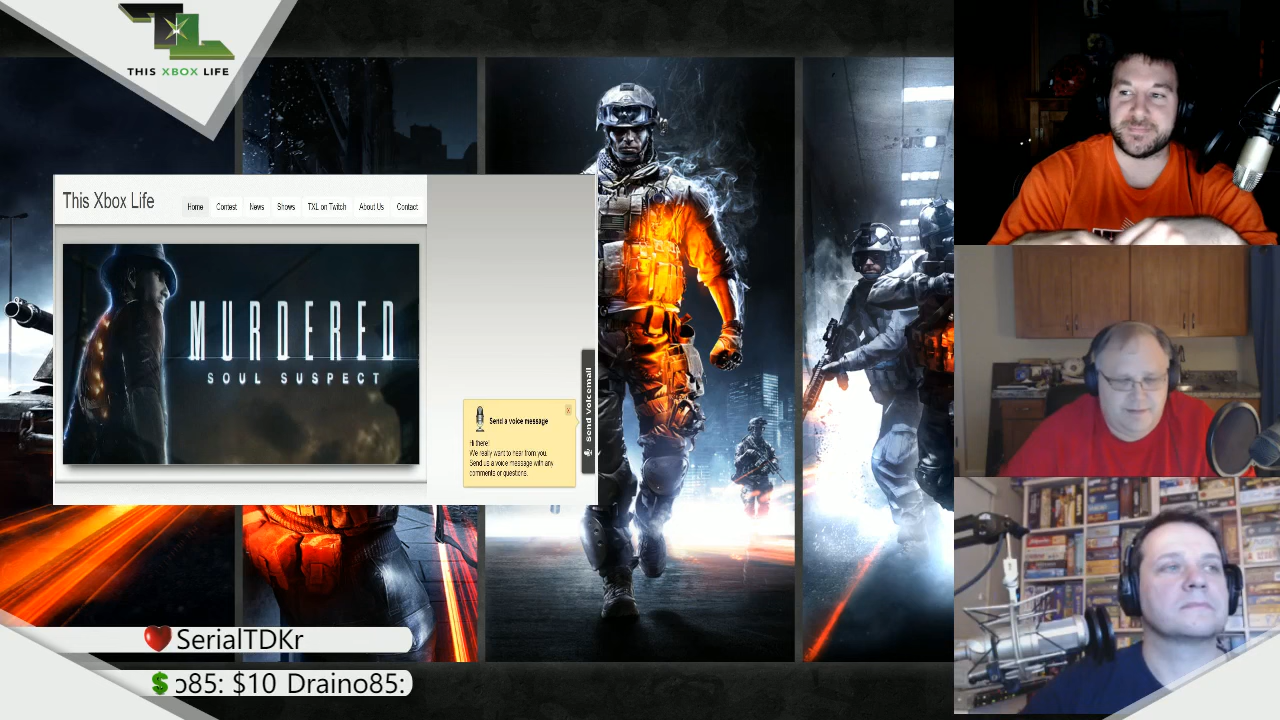 THIS XBOX LIFE
This Xbox Life
Home Contest News Shows TXL on Twitch About Us Contact
MURDERED
SOUL SUSPECT
Send Voicemail
X
Send a voice message
Hi there!
We really want to hear from you.
Send us a voice message with any
comments or questions.
SerialTDKr
$ o85: $10 Draino85: